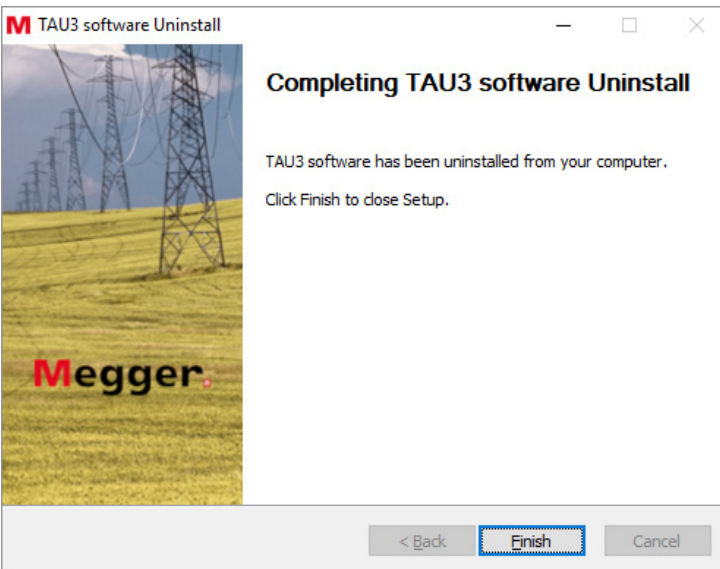 M TAU3 software Uninstall
Completing TAU3 software Uninstall
TAU3 software has been uninstalled from your computer.
Click Finish to close Setup.
Megger
< Back
Finish
Cancel